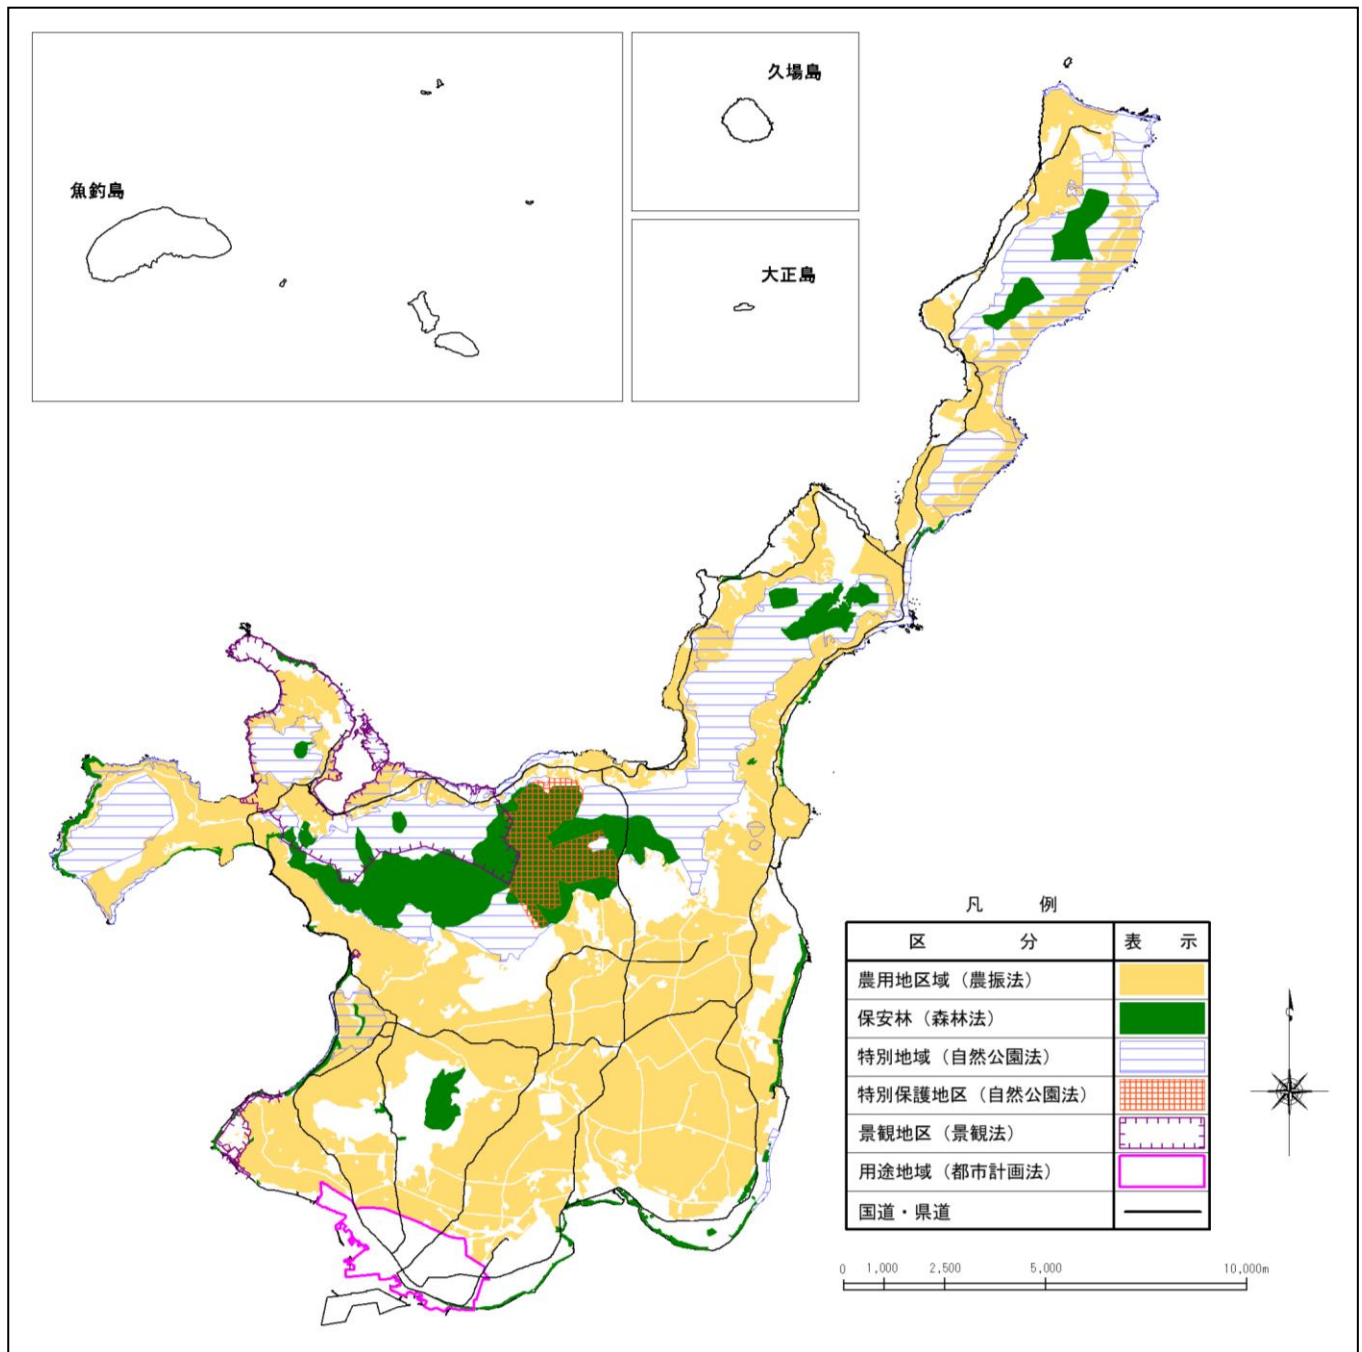 久場島
魚釣島
大正島
凡 例
区 分 表 示
農用地区域（農振法）
保安林（森林法）
特別地域（自然公園法）
特別保護地区（自然公園法）
景観地区（景観法）
用途地域（都市計画法）
国道・県道
0 1,000 2,500 5,000 10,000m